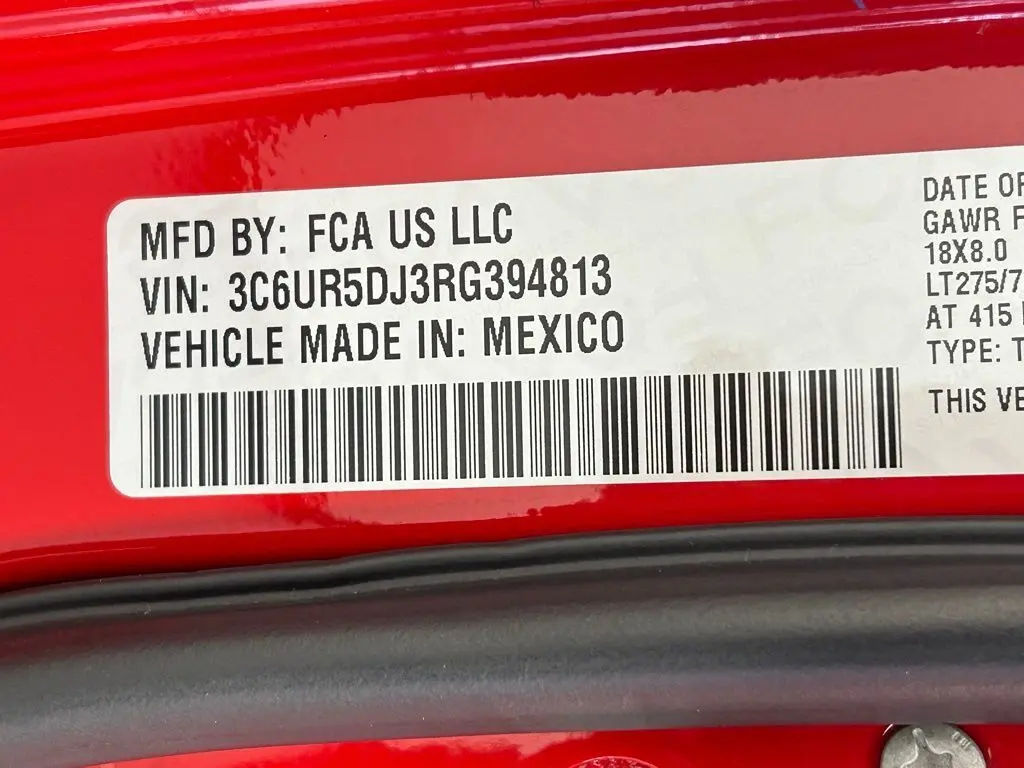 MFD BY: FCA US LLC
VIN: 3C6UR5DJ3RG394813
VEHICLE MADE IN: MEXICO
DATE OF
GAWR F
18X8.0
LT275/7
AT 415
TYPE: T
THIS VE